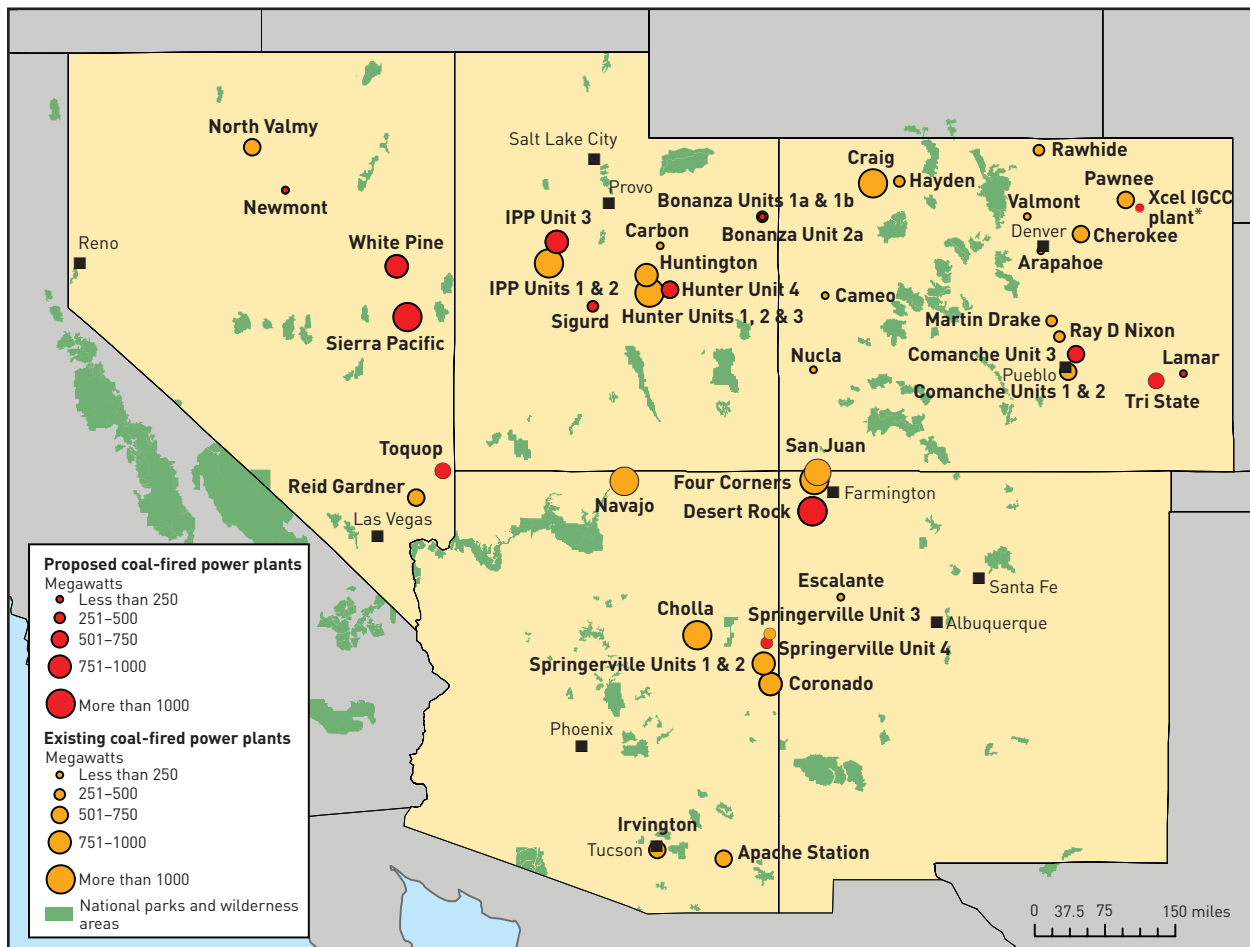 North Valmy
Newmont
Reno
White Pine
Sierra Pacific
Toquop
Reid Gardner
Las Vegas
Salt Lake City
Provo
IPP Unit 3
IPP Units 1 & 2
Sigurd
Bonanza Units 1a & 1b
Bonanza Unit 2a
Carbon
Huntington
Hunter Unit 4
Hunter Units 1, 2 & 3
Craig
Hayden
Rawhide
Pawnee
Xcel IGCC
plant*
Valmont
Denver
Cherokee
Arapahoe
Cameo
Martin Drake
Ray D Nixon
Nucla
Comanche Unit 3
Pueblo
Comanche Units 1 & 2
Lamar
Tri State
San Juan
Four Corners
Farmington
Desert Rock
Navajo
Escalante
Santa Fe
Albuquerque
Cholla
Springerville Unit 3
Springerville Unit 4
Springerville Units 1 & 2
Coronado
Phoenix
Irvington
Tucson
Apache Station
Proposed coal-fired power plants
Megawatts
Less than 250
251–500
501–750
751–1000
More than 1000
Existing coal-fired power plants
Megawatts
Less than 250
251–500
501–750
751–1000
More than 1000
National parks and wilderness
areas
0 37.5 75 150 miles